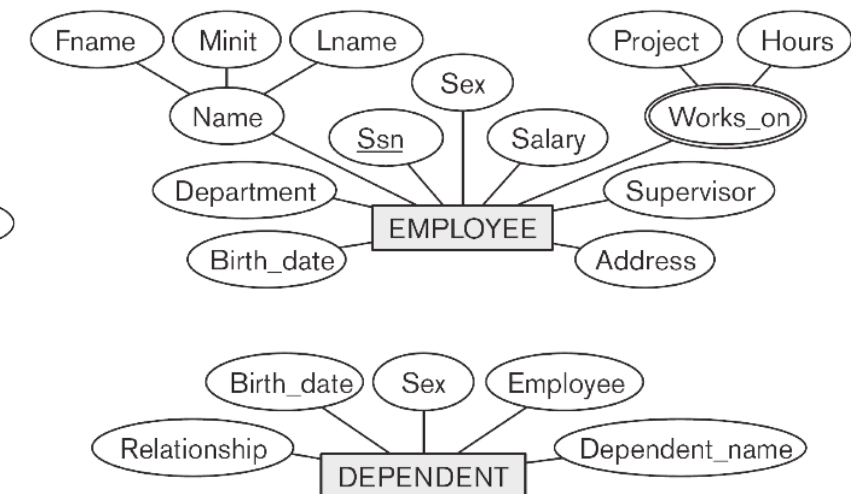 Fname Minit Lname Project Hours
Sex
Name Works_on
Ssn Salary
Department Supervisor
EMPLOYEE
Birth_date Address
Birth_date Sex Employee
Relationship Dependent_name
DEPENDENT